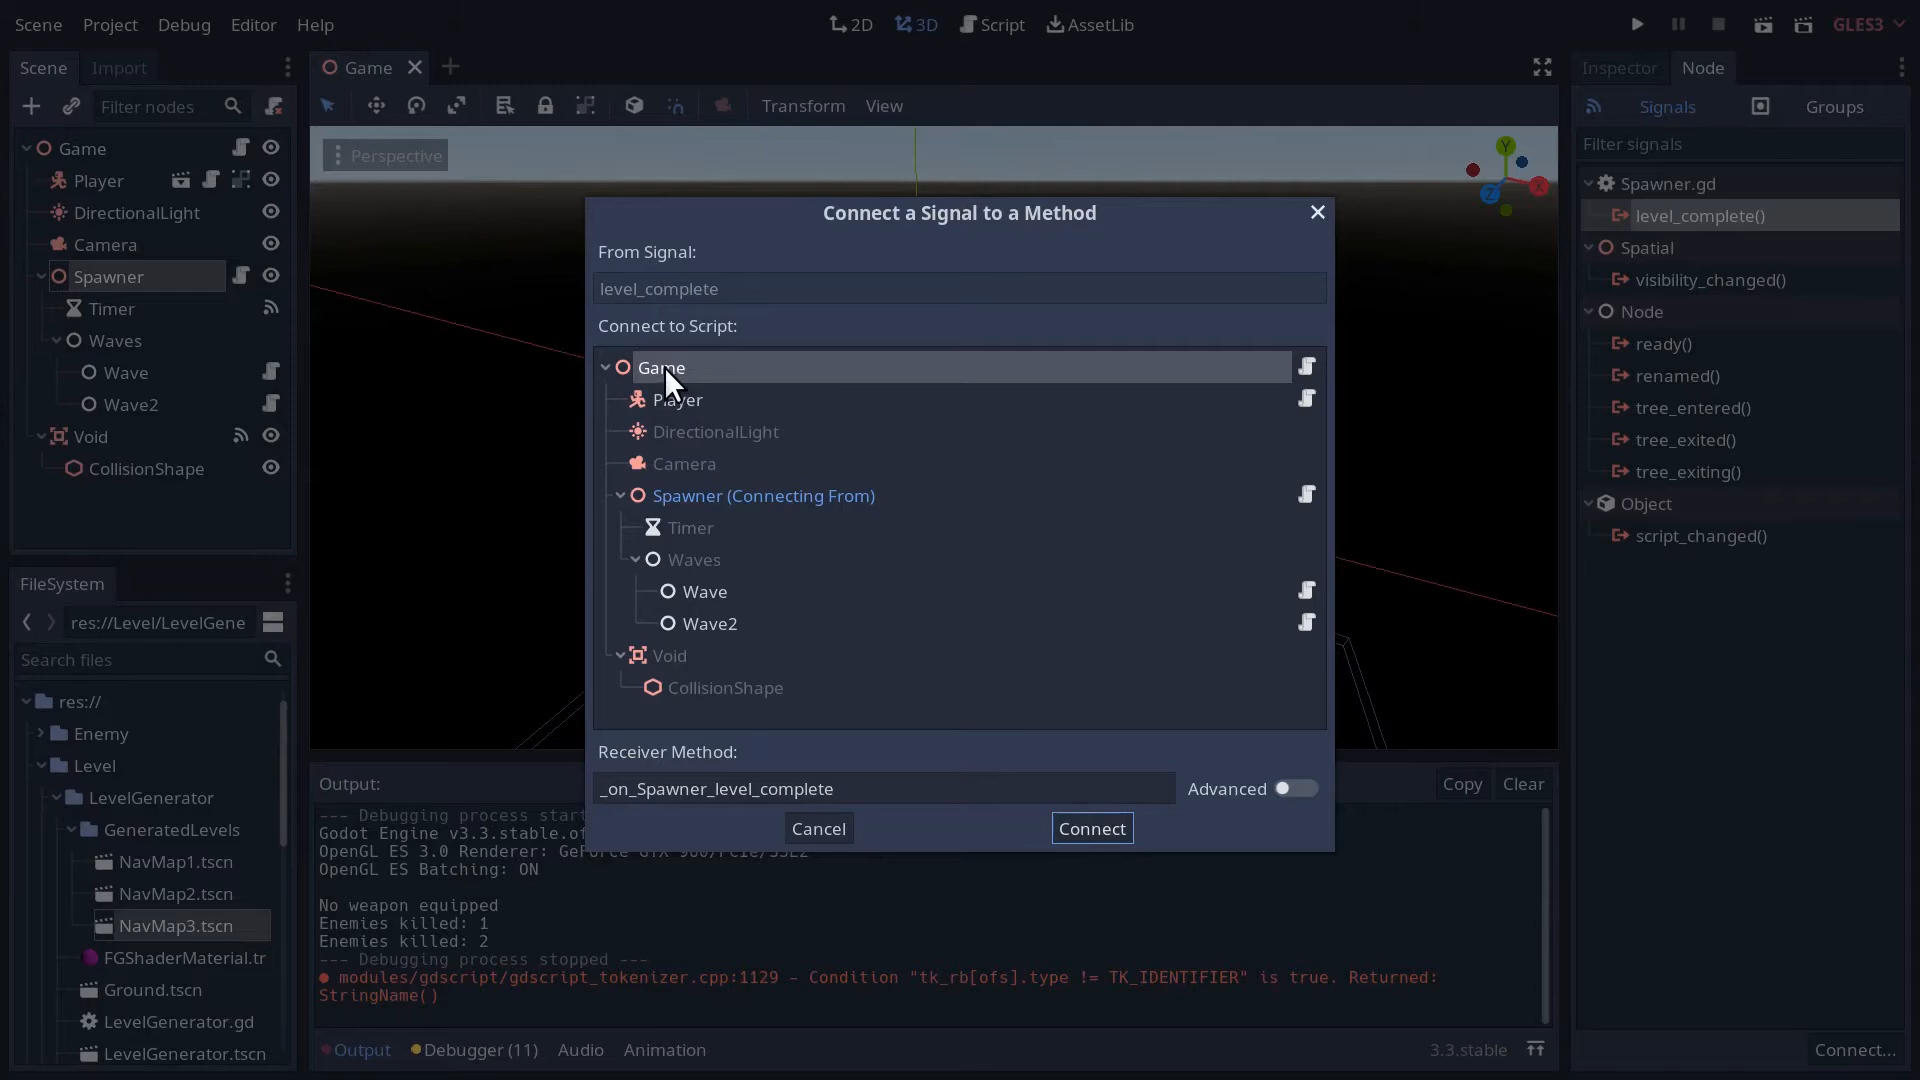 Scene Project Debug Editor Help
2D 3D Script AssetLib
GLES3
Scene Import
Filter nodes
Game
Player
DirectionalLight
Camera
Spawner
Timer
Waves
Wave
Wave2
Void
CollisionShape
FileSystem
res://Level/LevelGene
Search files
res://
Enemy
Level
LevelGenerator
GeneratedLevels
NavMap1.tscn
NavMap2.tscn
NavMap3.tscn
FGShaderMaterial.tr
Ground.tscn
LevelGenerator.gd
LevelGenerator.tscn
Game
Transform View
Perspective
Y
X
Z
Connect a Signal to a Method
From Signal:
level_complete
Connect to Script:
Game
Player
DirectionalLight
Camera
Spawner (Connecting From)
Timer
Waves
Wave
Wave2
Void
CollisionShape
Receiver Method:
_on_Spawner_level_complete
Advanced
Cancel Connect
Output:
Copy Clear
--- Debugging process start
Godot Engine v3.3.stable.of
OpenGL ES 3.0 Renderer: GeForce GTX 960/PCIe/SSE2
OpenGL ES Batching: ON
No weapon equipped
Enemies killed: 1
Enemies killed: 2
--- Debugging process stopped ---
modules/gdscript/gdscript_tokenizer.cpp:1129 - Condition "tk_rb[ofs].type != TK_IDENTIFIER" is true. Returned:
StringName()
Output Debugger (11) Audio Animation
3.3.stable
Inspector Node
Signals Groups
Filter signals
Spawner.gd
level_complete()
Spatial
visibility_changed()
Node
ready()
renamed()
tree_entered()
tree_exited()
tree_exiting()
Object
script_changed()
Connect...